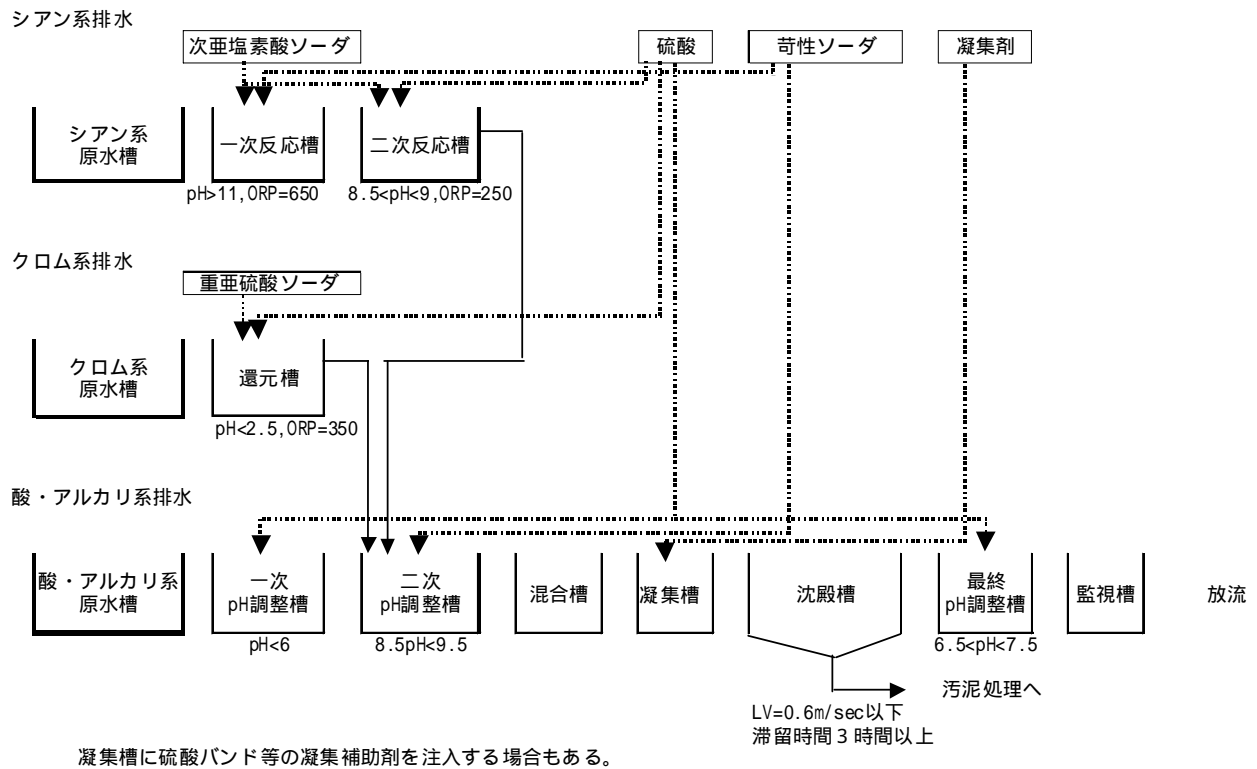 シアン系排水
次亜塩素酸ソーダ
硫酸
苛性ソーダ
凝集剤
シアン系
原水槽
一次反応槽
二次反応槽
pH>11,ORP=650
8.5<pH<9,ORP=250
クロム系排水
重亜硫酸ソーダ
クロム系
原水槽
還元槽
pH<2.5,ORP=350
酸・アルカリ系排水
酸・アルカリ系
原水槽
一次
pH調整槽
二次
pH調整槽
混合槽
凝集槽
沈殿槽
最終
pH調整槽
監視槽
放流
pH<6
8.5pH<9.5
6.5<pH<7.5
汚泥処理へ
LV=0.6m/sec以下
滞留時間3時間以上
凝集槽に硫酸バンド等の凝集補助剤を注入する場合もある。